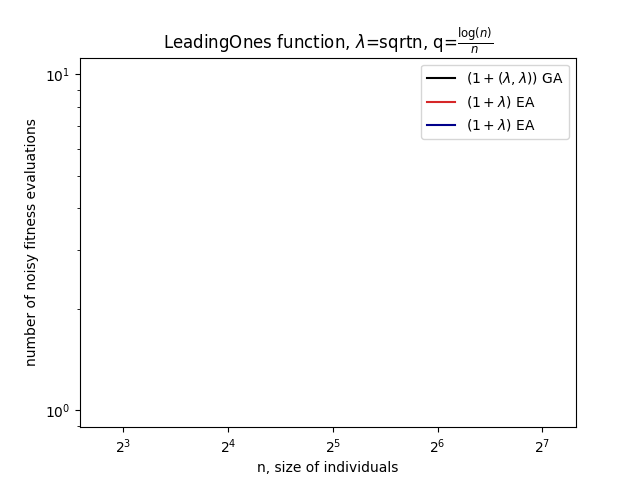 LeadingOnes function, λ=sqrtn, q=log(n)/n
(1 + (λ, λ)) GA
(1 + λ) EA
(1 + λ) EA
number of noisy fitness evaluations
10¹
10⁰
2³ 2⁴ 2⁵ 2⁶ 2⁷
n, size of individuals